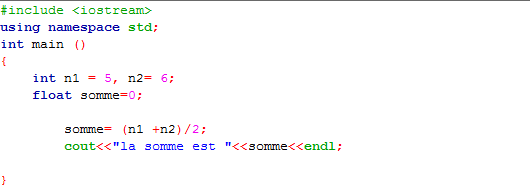 #include <iostream>
using namespace std;
int main ()
{
int n1 = 5, n2= 6;
float somme=0;
somme= (n1 +n2)/2;
cout<<"la somme est "<<somme<<endl;
}